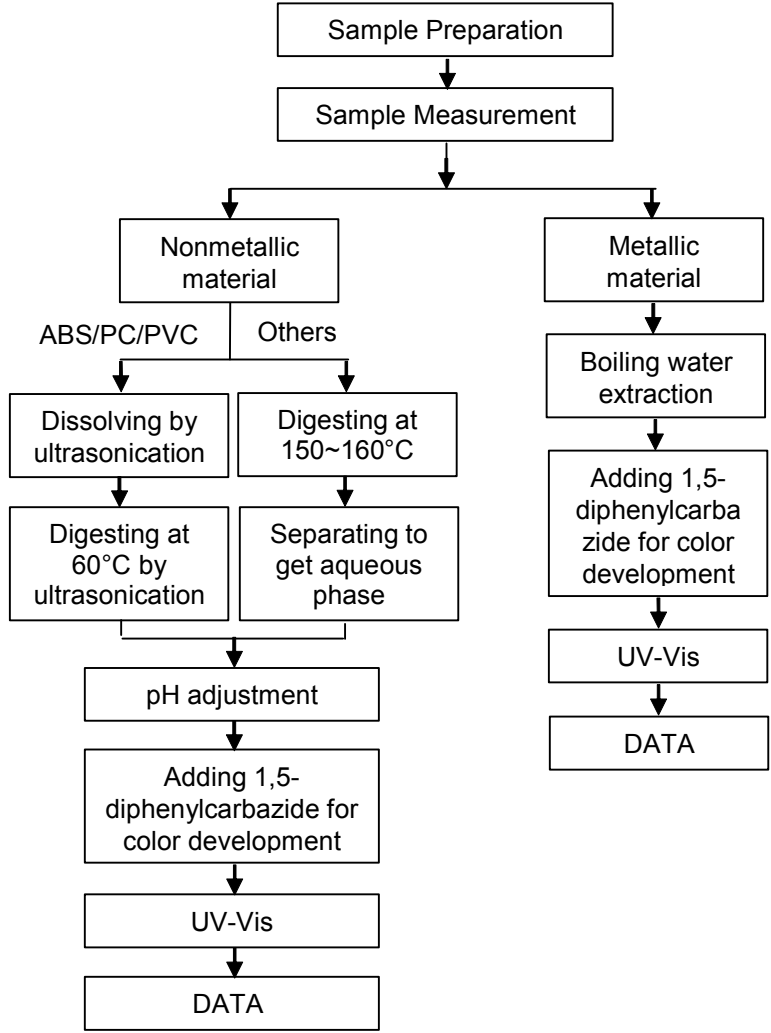 Sample Preparation
Sample Measurement
Nonmetallic
material
ABS/PC/PVC
Others
Dissolving by
ultrasonication
Digesting at
150~160°C
Digesting at
60°C by
ultrasonication
Separating to
get aqueous
phase
pH adjustment
Adding 1,5-
diphenylcarbazide for
color development
UV-Vis
DATA
Metallic
material
Boiling water
extraction
Adding 1,5-
diphenylcarba
zide for color
development
UV-Vis
DATA